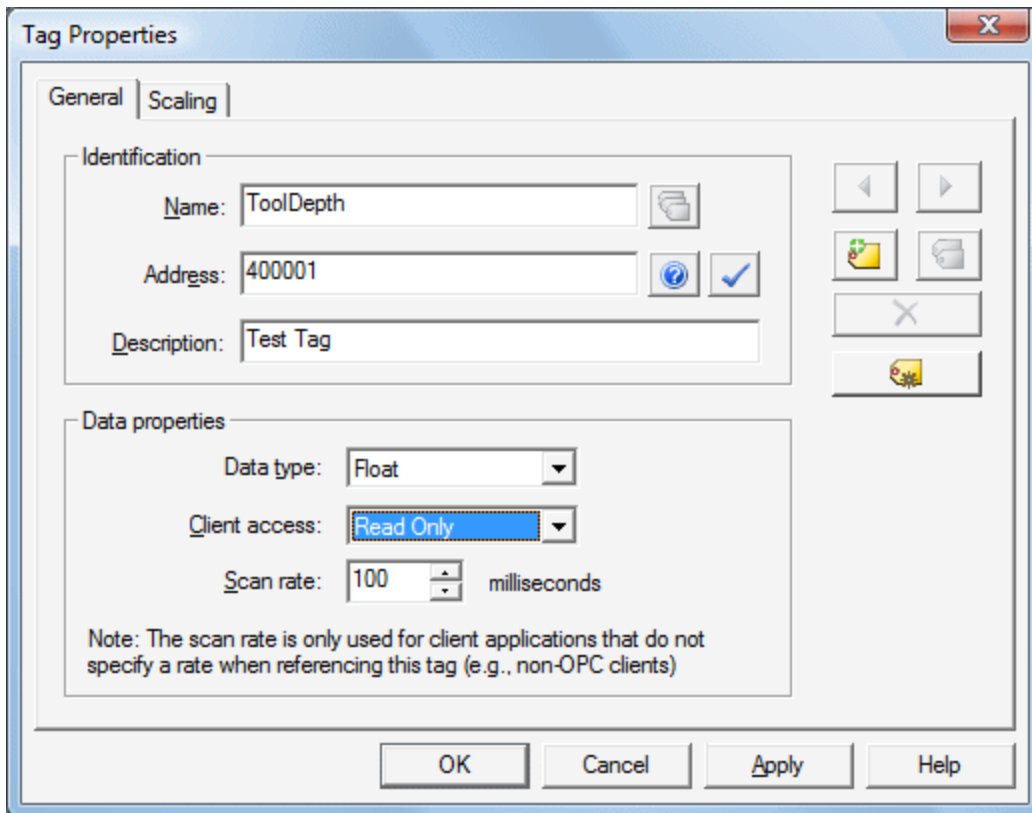 Tag Properties
General
Scaling
Identification
Name: ToolDepth
Address: 400001
Description: Test Tag
Data properties
Data type: Float
Client access: Read Only
Scan rate: 100 milliseconds
Note: The scan rate is only used for client applications that do not
specify a rate when referencing this tag (e.g., non-OPC clients)
OK
Cancel
Apply
Help